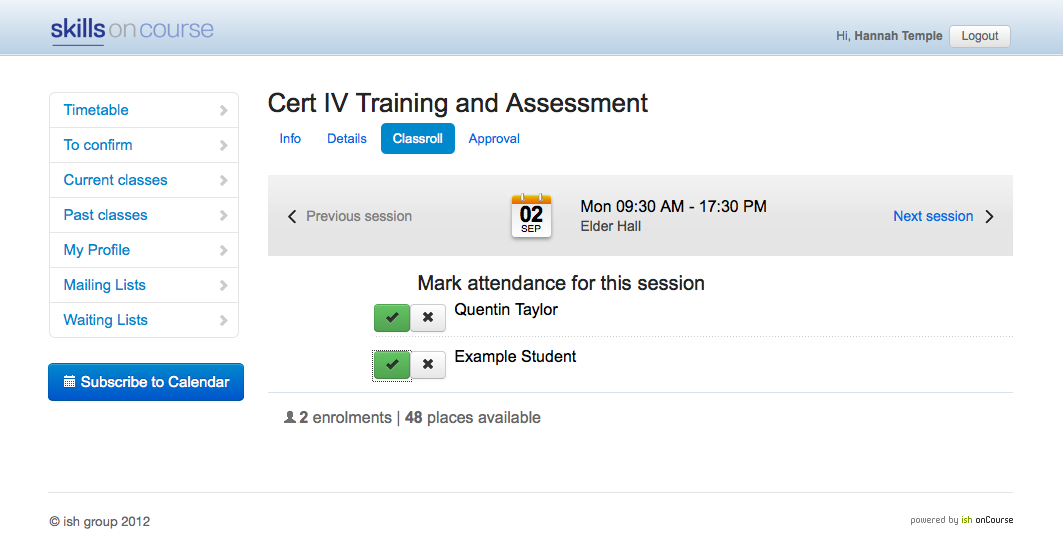 skills on course
Hi, Hannah Temple Logout
Timetable
To confirm
Current classes
Past classes
My Profile
Mailing Lists
Waiting Lists
Subscribe to Calendar
Cert IV Training and Assessment
Info Details Classroll Approval
Previous session
02
SEP
Mon 09:30 AM - 17:30 PM
Elder Hall
Next session
Mark attendance for this session
Quentin Taylor
Example Student
2 enrolments | 48 places available
© ish group 2012
powered by ish onCourse